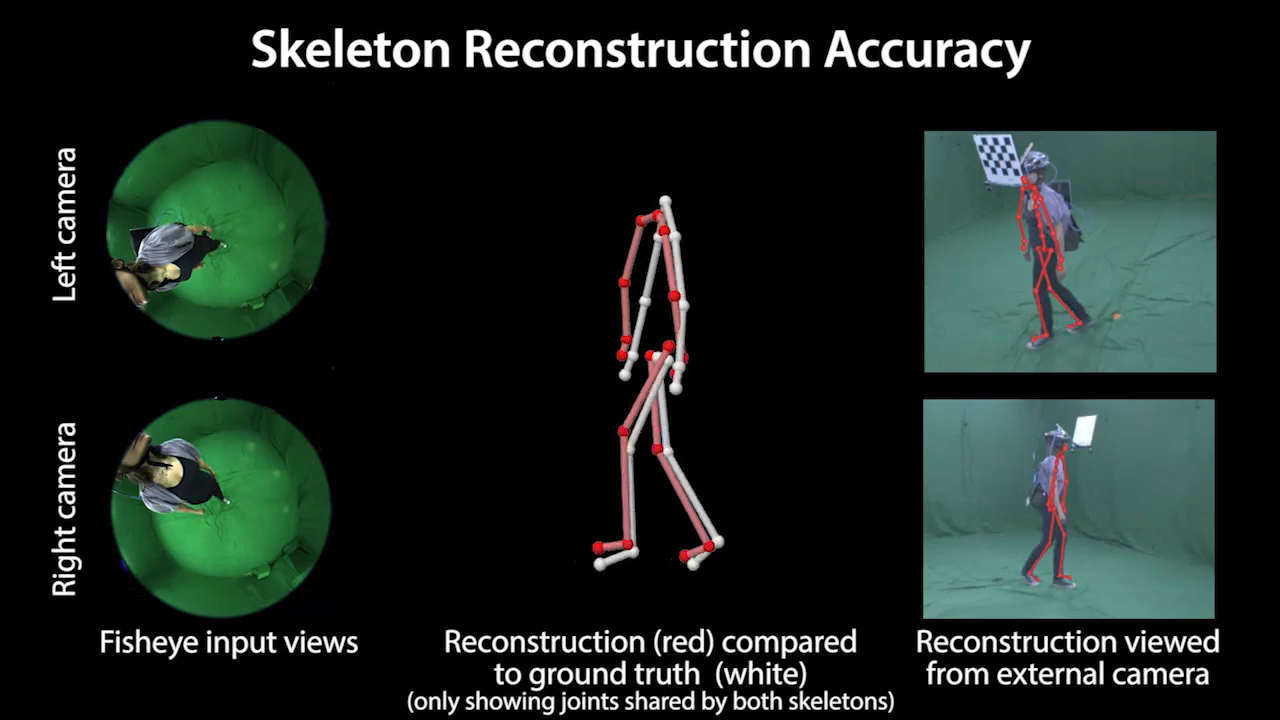 Skeleton Reconstruction Accuracy
Left camera
Right camera
Fisheye input views
Reconstruction (red) compared
to ground truth (white)
(only showing joints shared by both skeletons)
Reconstruction viewed
from external camera